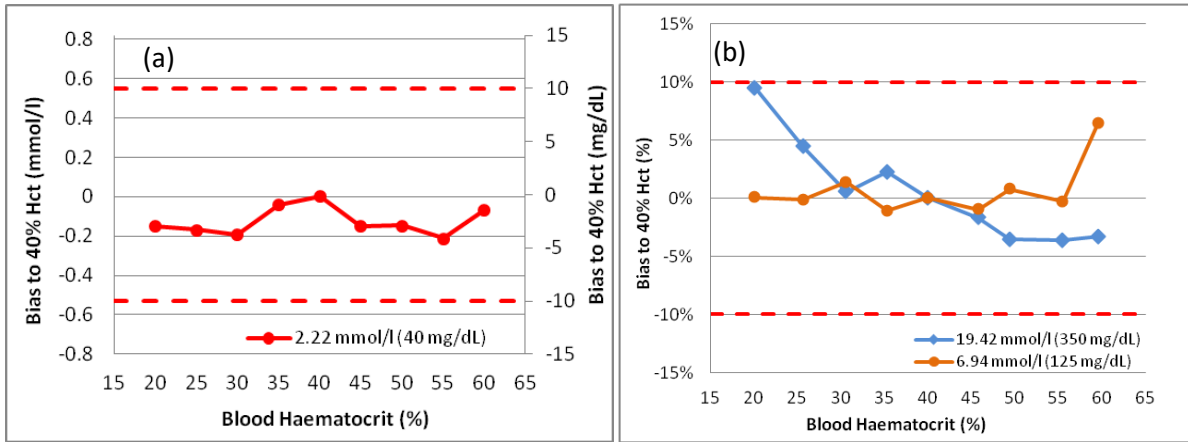 (a)
0.8
0.6
0.4
0.2
0
-0.2
-0.4
-0.6
-0.8
Bias to 40% Hct (mmol/l)
15
10
5
0
-5
-10
-15
Bias to 40% Hct (mg/dL)
2.22 mmol/l (40 mg/dL)
15 20 25 30 35 40 45 50 55 60 65
Blood Haematocrit (%)
(b)
15%
10%
5%
0%
-5%
-10%
-15%
Bias to 40% Hct (%)
19.42 mmol/l (350 mg/dL)
6.94 mmol/l (125 mg/dL)
15 20 25 30 35 40 45 50 55 60 65
Blood Haematocrit (%)